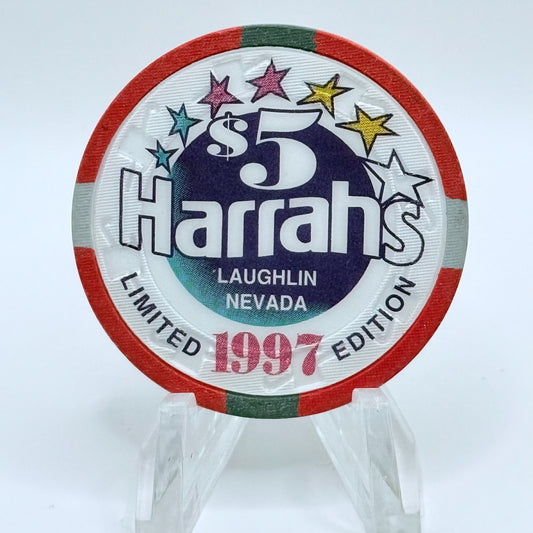 $5
Harrahs
LAUGHLIN
NEVADA
LIMITED 1997 EDITION